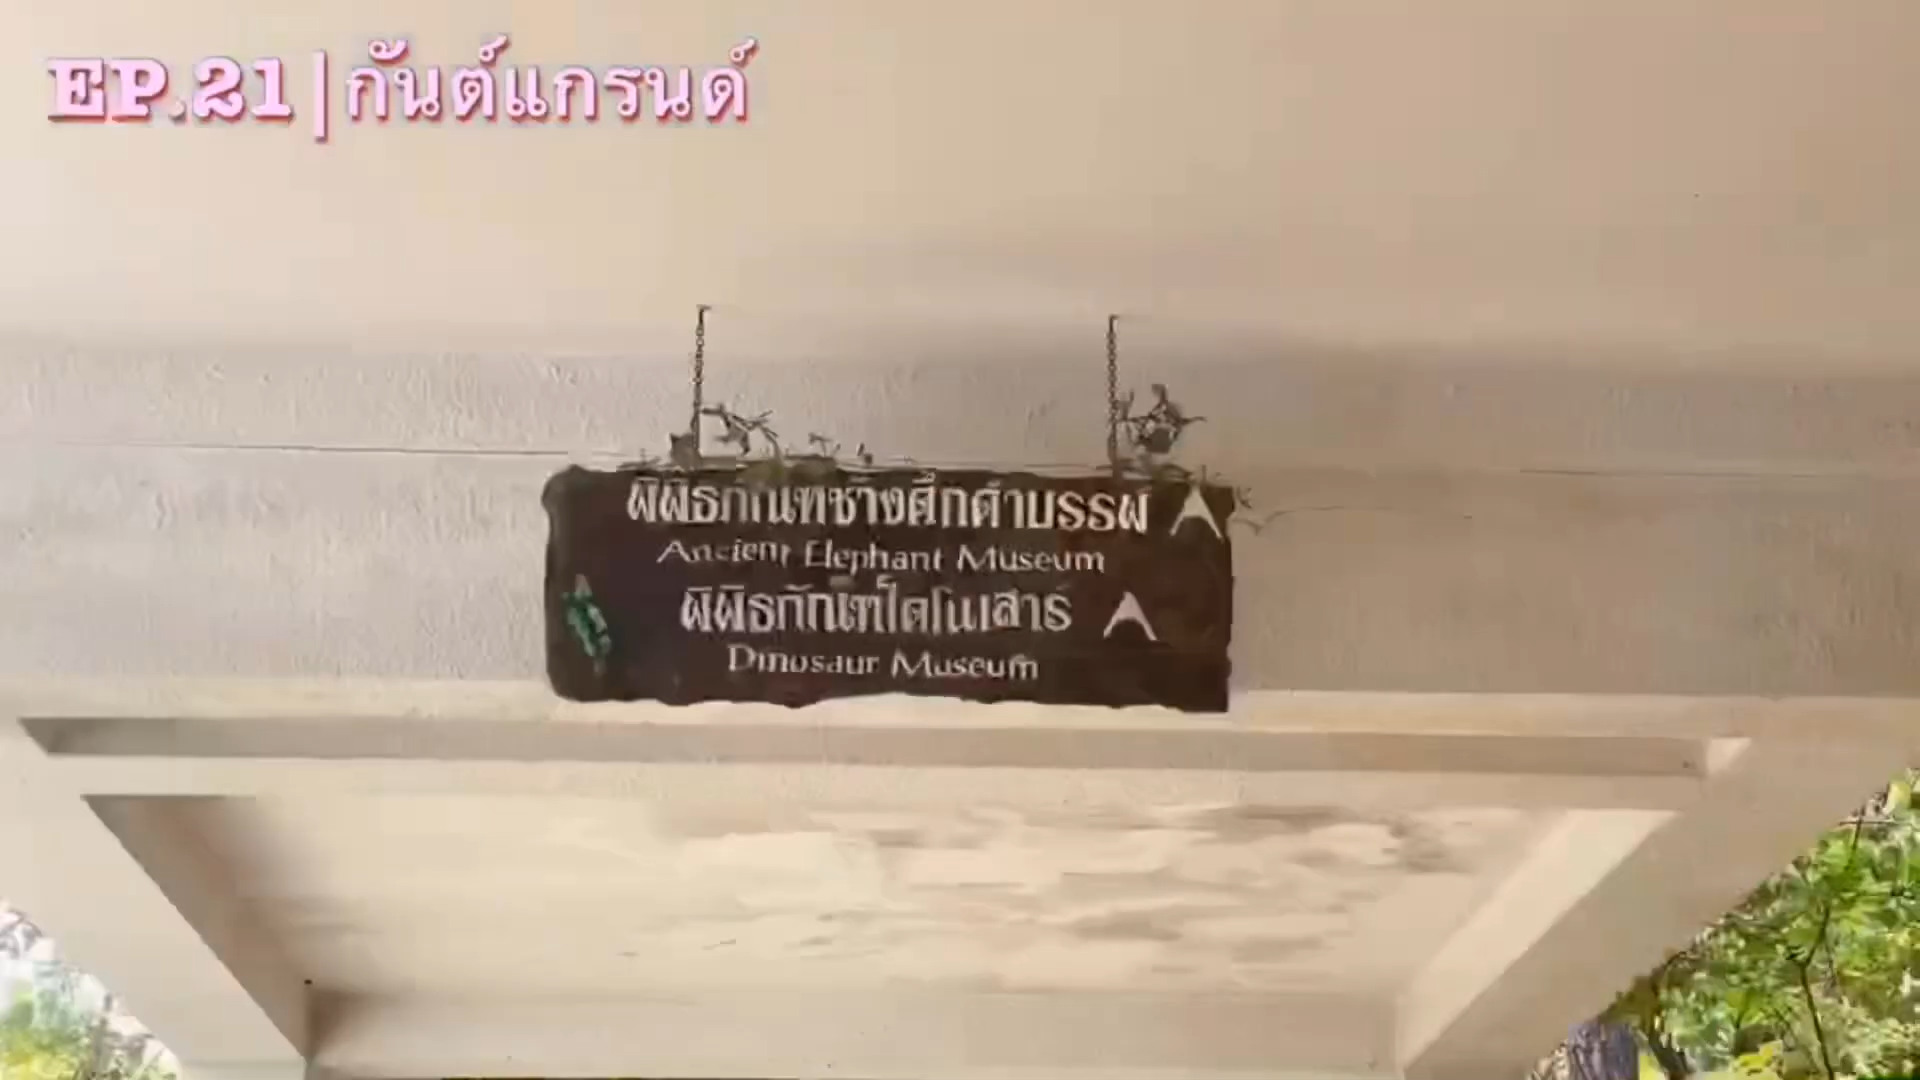 EP.21|กันต์แกรนด์
พิพิธภัณฑ์ช้างดึกดำบรรพ์
Ancient Elephant Museum
พิพิธภัณฑ์ไดโนเสาร์
Dinosaur Museum